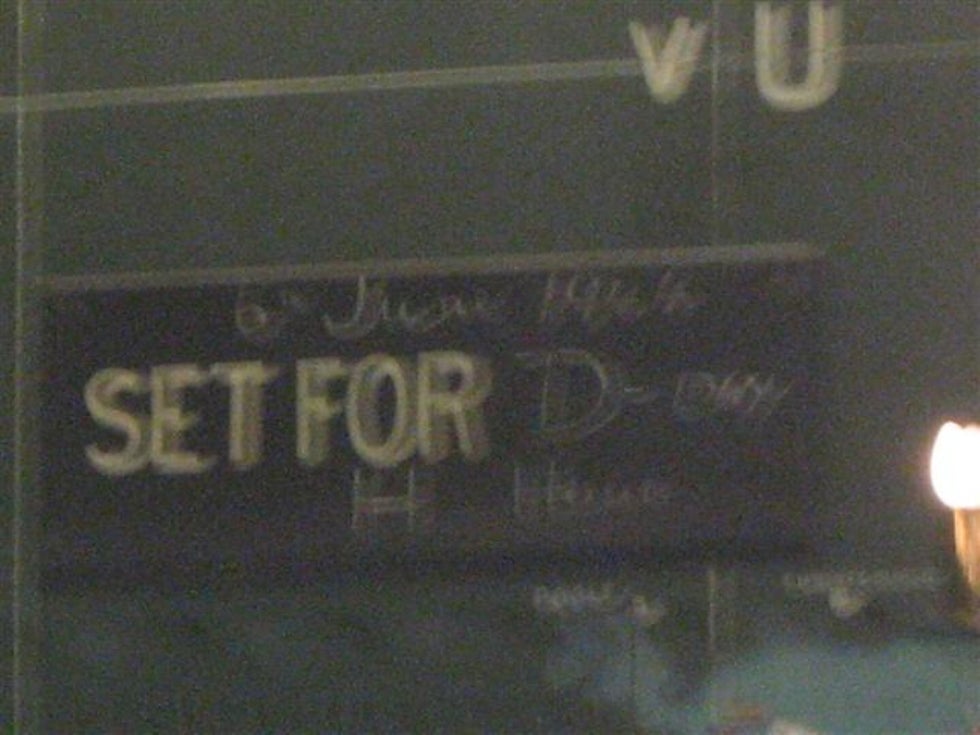 v U
6th June 1944
SET FOR D-DAY
H Hour